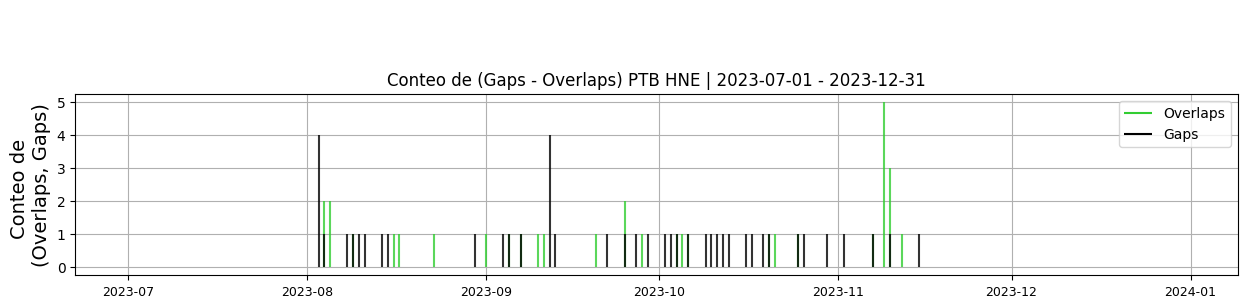 Conteo de (Gaps - Overlaps) PTB HNE | 2023-07-01 - 2023-12-31
Conteo de
(Overlaps, Gaps)
5
4
3
2
1
0
Overlaps
Gaps
2023-07
2023-08
2023-09
2023-10
2023-11
2023-12
2024-01